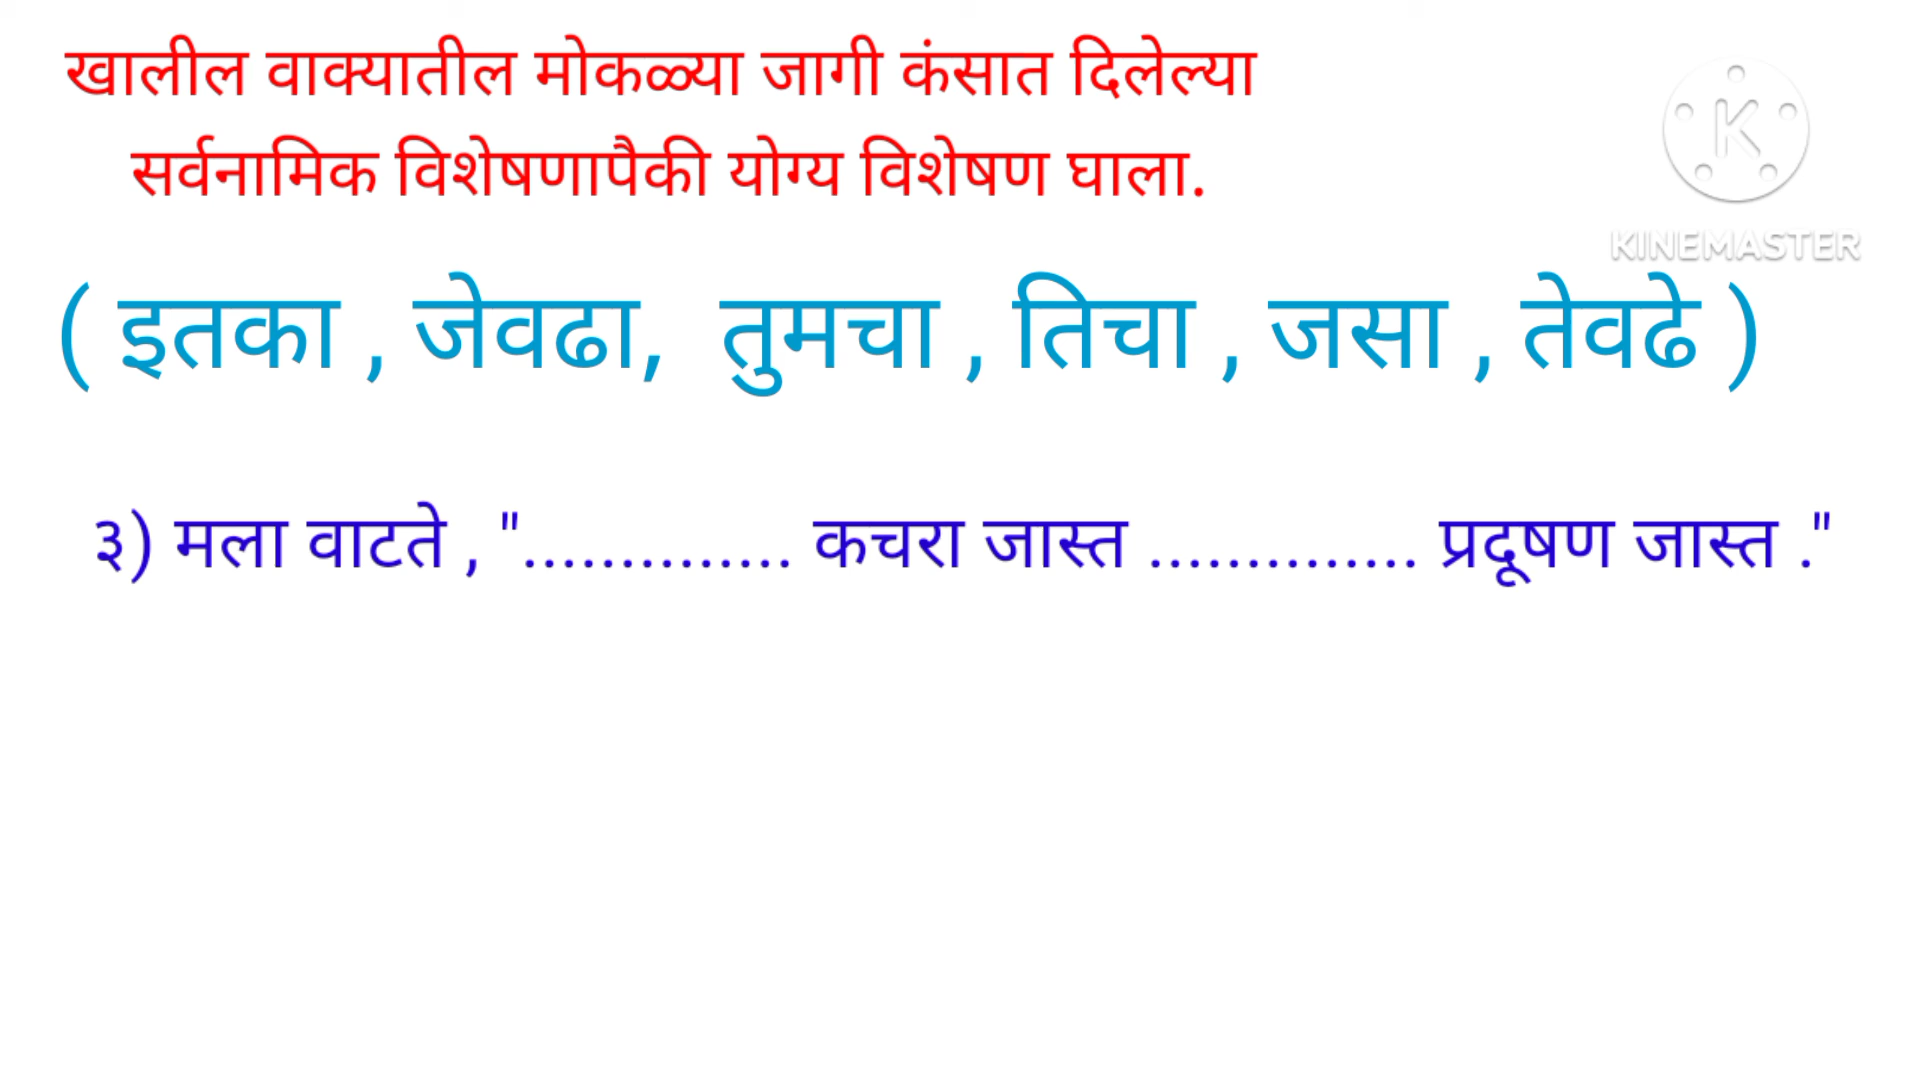 खालील वाक्यातील मोकळ्या जागी कंसात दिलेल्या
सर्वनामिक विशेषणापैकी योग्य विशेषण घाला.
K
KINEMASTER
( इतका , जेवढा, तुमचा , तिचा , जसा , तेवढे )
३) मला वाटते , ".............. कचरा जास्त .............. प्रदूषण जास्त ."